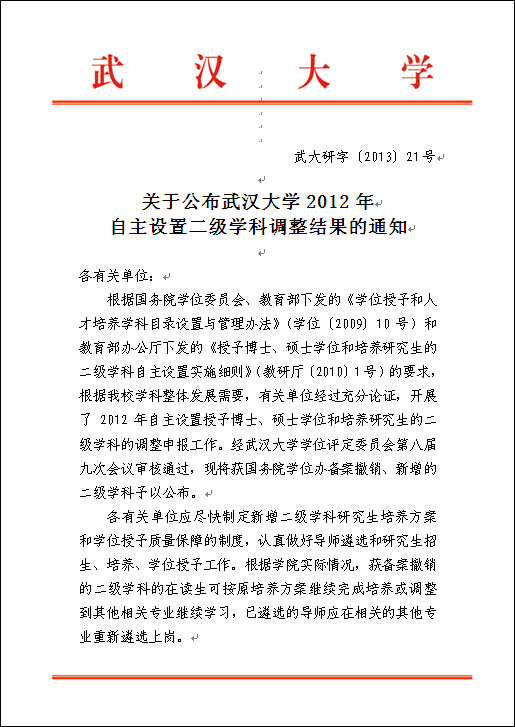 武汉大学
武大研字〔2013〕21号
关于公布武汉大学2012年
自主设置二级学科调整结果的通知
各有关单位：
根据国务院学位委员会、教育部下发的《学位授予和人
才培养学科目录设置与管理办法》（学位〔2009〕10号）和
教育部办公厅下发的《授予博士、硕士学位和培养研究生的
二级学科自主设置实施细则》（教研厅〔2010〕1号）的要求，
根据我校学科整体发展需要，有关单位经过充分论证，开展
了2012年自主设置授予博士、硕士学位和培养研究生的二
级学科的调整申报工作。经武汉大学学位评定委员会第八届
九次会议审核通过，现将获国务院学位办备案撤销、新增的
二级学科予以公布。
各有关单位应尽快制定新增二级学科研究生培养方案
和学位授予质量保障的制度，认真做好导师遴选和研究生招
生、培养、学位授予工作。根据学院实际情况，获备案撤销
的二级学科的在读生可按原培养方案继续完成培养或调整
到其他相关专业继续学习，已遴选的导师应在相关的其他专
业重新遴选上岗。